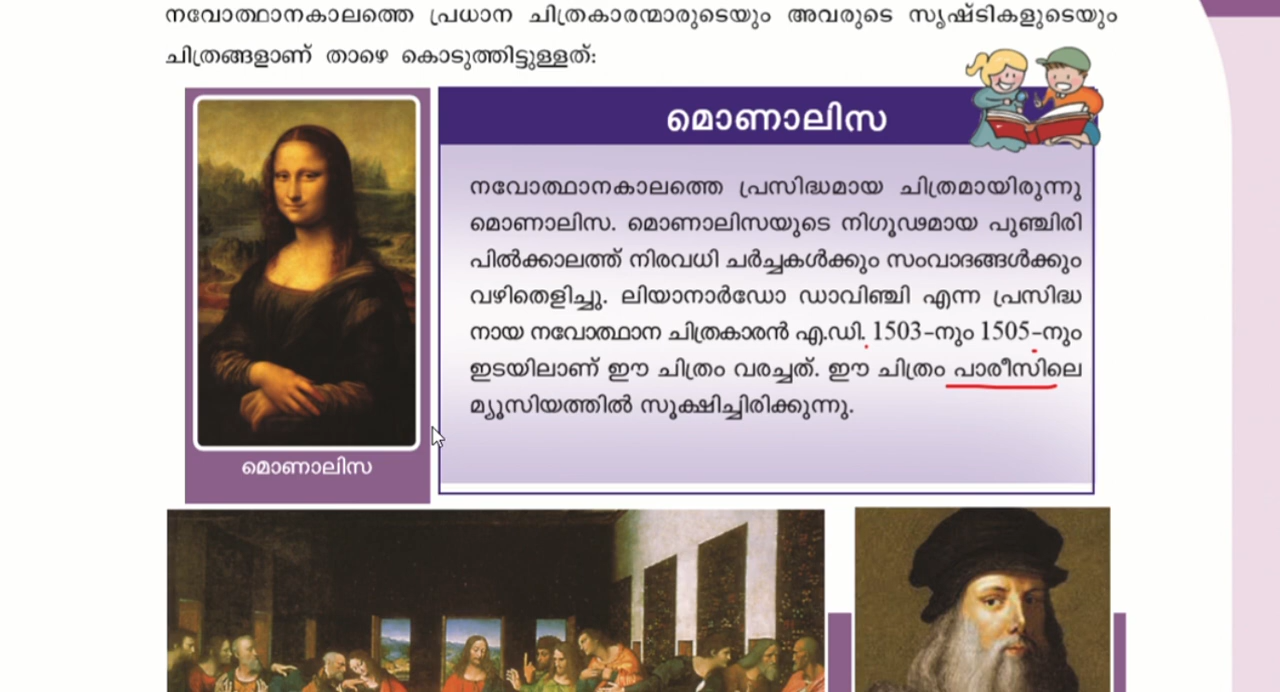 നവോത്ഥാനകാലത്തെ പ്രധാന ചിത്രകാരന്മാരുടെയും അവരുടെ സൃഷ്ടികളുടെയും
ചിത്രങ്ങളാണ് താഴെ കൊടുത്തിട്ടുള്ളത്:
മൊണാലിസ
നവോത്ഥാനകാലത്തെ പ്രസിദ്ധമായ ചിത്രമായിരുന്നു
മൊണാലിസ. മൊണാലിസയുടെ നിഗൂഢമായ പുഞ്ചിരി
പിൽക്കാലത്ത് നിരവധി ചർച്ചകൾക്കും സംവാദങ്ങൾക്കും
വഴിതെളിച്ചു. ലിയാനാർഡോ ഡാവിഞ്ചി എന്ന പ്രസിദ്ധ
നായ നവോത്ഥാന ചിത്രകാരൻ എ.ഡി. 1503-നും 1505-നും
ഇടയിലാണ് ഈ ചിത്രം വരച്ചത്. ഈ ചിത്രം പാരീസിലെ
മ്യൂസിയത്തിൽ സൂക്ഷിച്ചിരിക്കുന്നു.
മൊണാലിസ